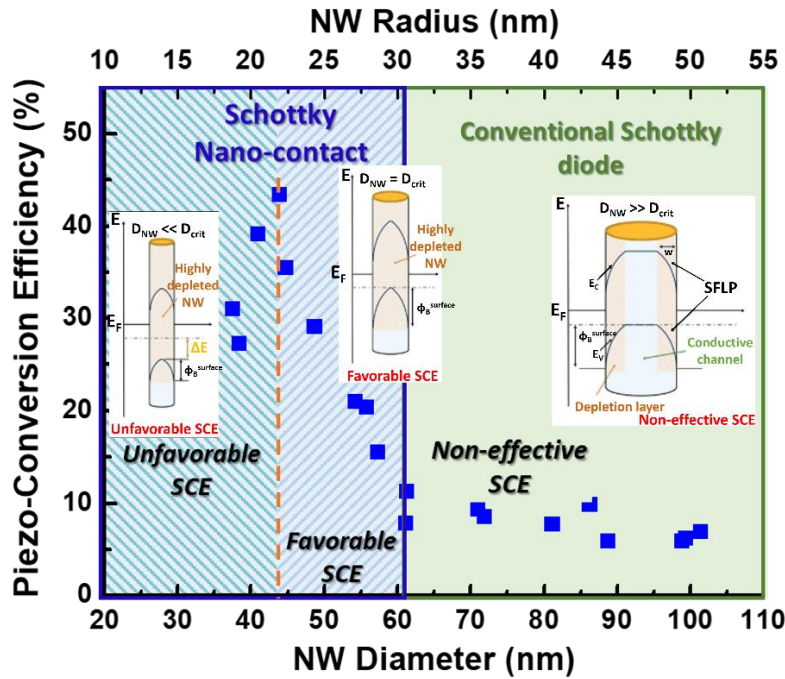 NW Radius (nm)
10 15 20 25 30 35 40 45 50 55
Piezo-Conversion Efficiency (%)
50
40
30
20
10
0
Schottky
Nano-contact
Conventional Schottky
diode
E
D_NW << D_crit
Highly
depleted
NW
E_F
ΔE
ϕ_B^surface
Unfavorable SCE
E
D_NW = D_crit
Highly
depleted
NW
E_F
ϕ_B^surface
Favorable SCE
E
D_NW >> D_crit
w
E_C
SFLP
E_F
ϕ_B^surface
E_V
Conductive
channel
Depletion layer
Non-effective SCE
Unfavorable
SCE
Favorable
SCE
Non-effective
SCE
20 30 40 50 60 70 80 90 100 110
NW Diameter (nm)